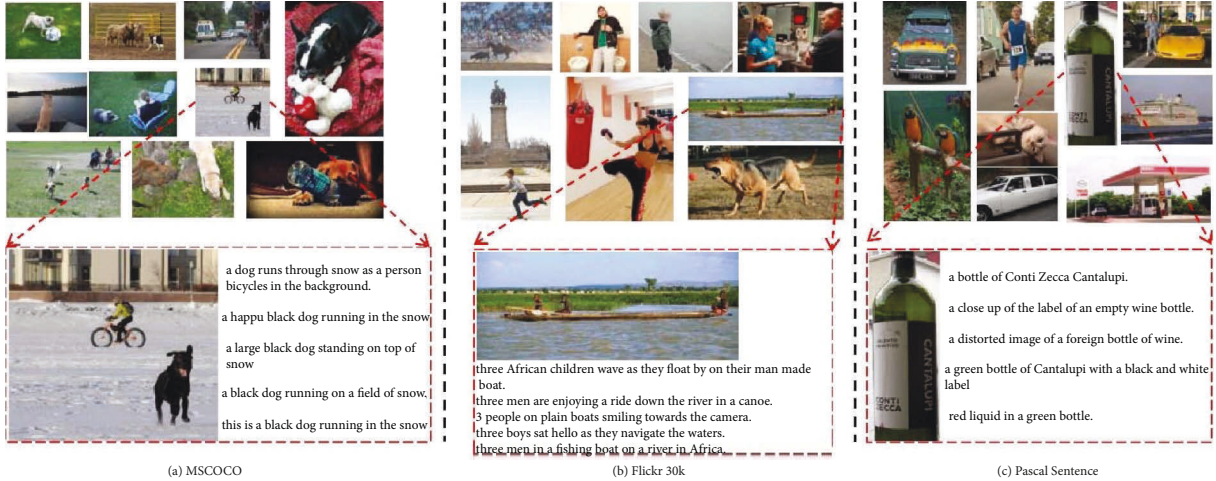 a dog runs through snow as a person
bicycles in the background.
a happu black dog running in the snow
a large black dog standing on top of
snow
a black dog running on a field of snow.
this is a black dog running in the snow
(a) MSCOCO
three African children wave as they float by on their man made
boat.
three men are enjoying a ride down the river in a canoe.
3 people on plain boats smiling towards the camera.
three boys sat hello as they navigate the waters.
three men in a fishing boat on a river in Africa.
(b) Flickr 30k
CANTALUPI
CONTI
ZECCA
CANTALUPI
CONTI
ZECCA
a bottle of Conti Zecca Cantalupi.
a close up of the label of an empty wine bottle.
a distorted image of a foreign bottle of wine.
a green bottle of Cantalupi with a black and white
label
red liquid in a green bottle.
(c) Pascal Sentence